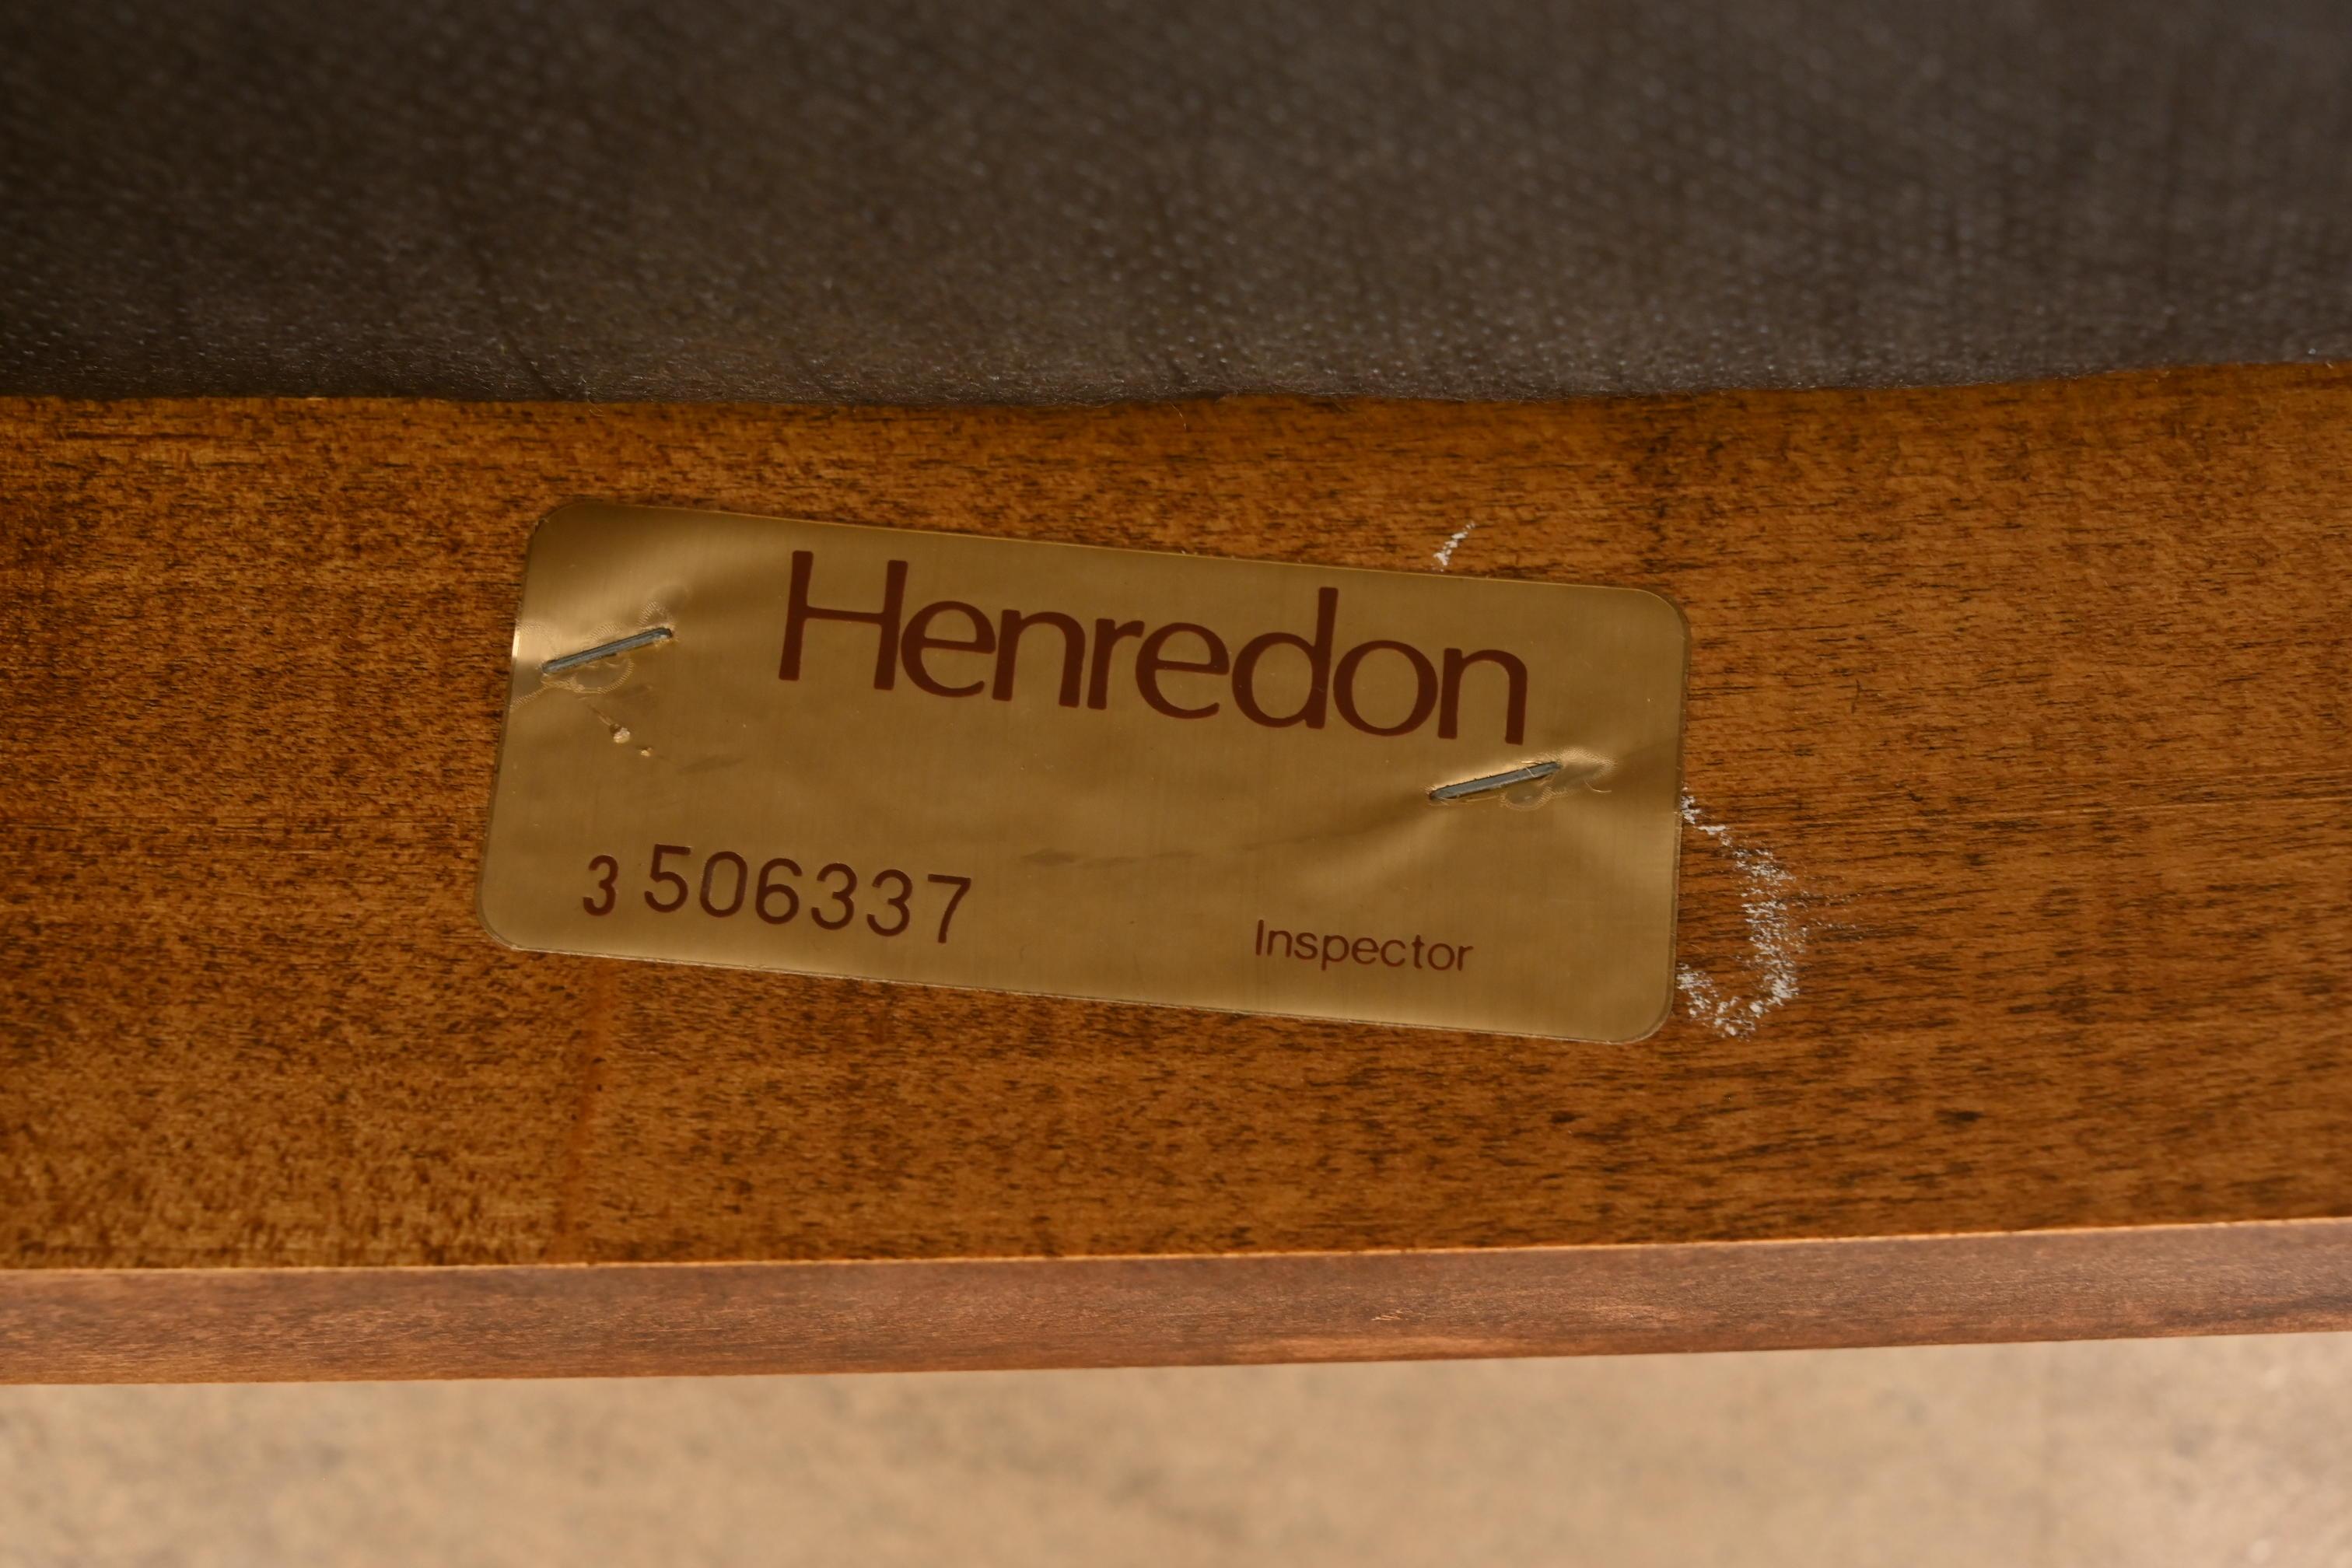 Henredon
3 506337
Inspector